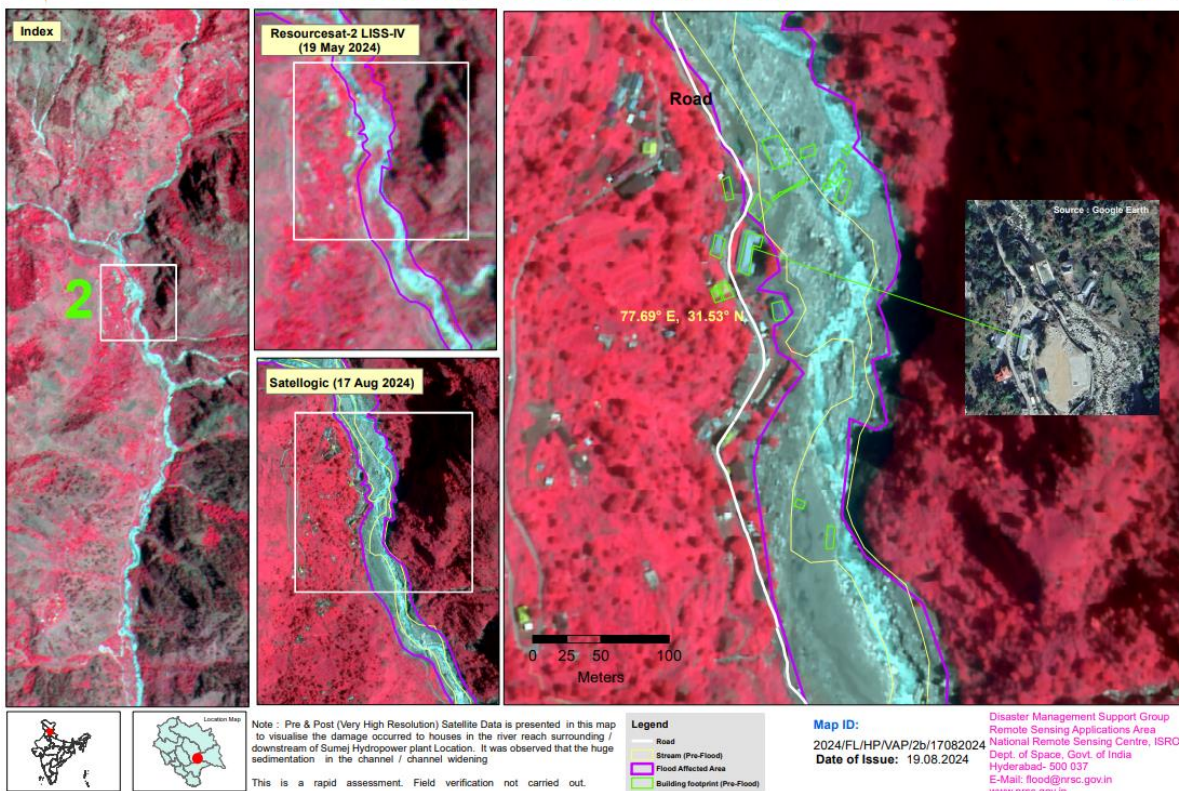 Index
2
Resourcesat-2 LISS-IV
(19 May 2024)
Satellogic (17 Aug 2024)
Road
77.69° E, 31.53° N
Source : Google Earth
0 25 50 100
Meters
Location Map
Note : Pre & Post (Very High Resolution) Satellite Data is presented in this map
to visualise the damage occurred to houses in the river reach surrounding /
downstream of Sumej Hydropower plant Location. It was observed that the huge
sedimentation in the channel / channel widening
This is a rapid assessment. Field verification not carried out.
Legend
Road
Stream (Pre-Flood)
Flood Affected Area
Building footprint (Pre-Flood)
Map ID:
2024/FL/HP/VAP/2b/17082024
Date of Issue: 19.08.2024
Disaster Management Support Group
Remote Sensing Applications Area
National Remote Sensing Centre, ISRO
Dept. of Space, Govt. of India
Hyderabad- 500 037
E-Mail: flood@nrsc.gov.in
www.nrsc.gov.in